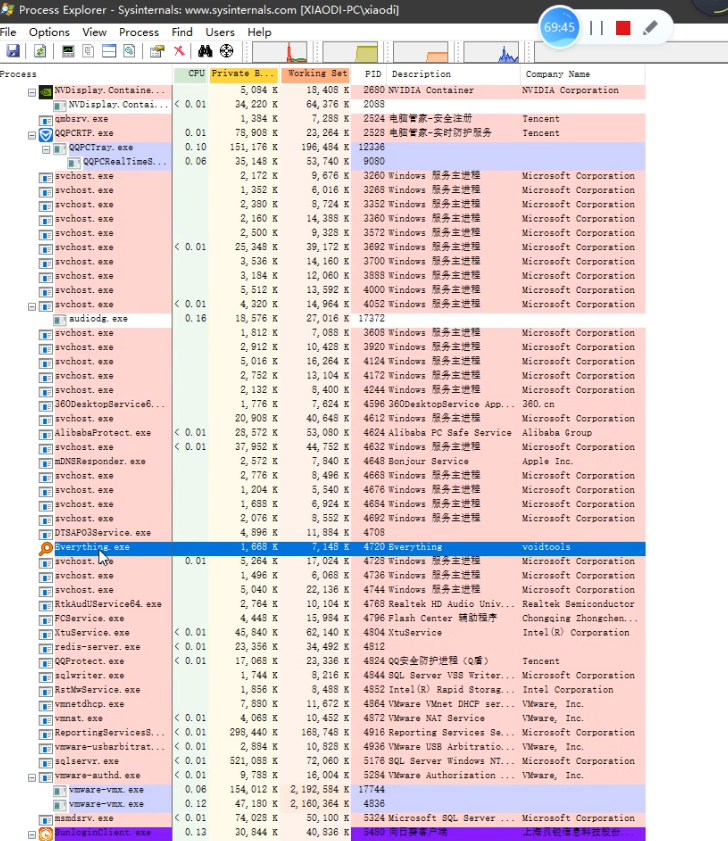 Process Explorer - Sysinternals: www.sysinternals.com [XIAODI-PC\xiaodi]
69:45
File Options View Process Find Users Help
Process CPU Private B... Working Set PID Description Company Name
NVDisplay.Containe... 5,084 K 18,408 K 2680 NVIDIA Container NVIDIA Corporation
NVDisplay.Contai... < 0.01 34,220 K 64,376 K 2088
qmbsrv.exe 1,384 K 7,288 K 2524 电脑管家-安全注册 Tencent
QQPCRTP.exe 0.01 78,908 K 23,264 K 2528 电脑管家-实时防护服务 Tencent
QQPCTray.exe 0.10 151,176 K 196,484 K 12336
QQPCRealTimeS... 0.06 35,148 K 53,740 K 9080
svchost.exe 2,172 K 9,676 K 3260 Windows 服务主进程 Microsoft Corporation
svchost.exe 1,352 K 6,016 K 3268 Windows 服务主进程 Microsoft Corporation
svchost.exe 2,380 K 8,724 K 3352 Windows 服务主进程 Microsoft Corporation
svchost.exe 2,160 K 14,388 K 3360 Windows 服务主进程 Microsoft Corporation
svchost.exe 2,500 K 9,328 K 3572 Windows 服务主进程 Microsoft Corporation
svchost.exe < 0.01 25,348 K 39,172 K 3692 Windows 服务主进程 Microsoft Corporation
svchost.exe 3,536 K 14,160 K 3700 Windows 服务主进程 Microsoft Corporation
svchost.exe 3,184 K 12,060 K 3888 Windows 服务主进程 Microsoft Corporation
svchost.exe 5,512 K 13,592 K 4000 Windows 服务主进程 Microsoft Corporation
svchost.exe < 0.01 4,320 K 14,964 K 4052 Windows 服务主进程 Microsoft Corporation
audiodg.exe 0.16 18,576 K 27,016 K 17372
svchost.exe 1,812 K 7,088 K 3608 Windows 服务主进程 Microsoft Corporation
svchost.exe 2,912 K 10,428 K 3920 Windows 服务主进程 Microsoft Corporation
svchost.exe 5,016 K 16,264 K 4124 Windows 服务主进程 Microsoft Corporation
svchost.exe 2,752 K 13,104 K 4172 Windows 服务主进程 Microsoft Corporation
svchost.exe 2,132 K 8,400 K 4244 Windows 服务主进程 Microsoft Corporation
360DesktopService6... 1,776 K 7,624 K 4596 360DesktopService App... 360.cn
svchost.exe 20,908 K 40,648 K 4612 Windows 服务主进程 Microsoft Corporation
AlibabaProtect.exe < 0.01 28,572 K 53,080 K 4624 Alibaba PC Safe Service Alibaba Group
svchost.exe < 0.01 37,952 K 44,752 K 4632 Windows 服务主进程 Microsoft Corporation
mDNSResponder.exe 2,572 K 7,840 K 4648 Bonjour Service Apple Inc.
svchost.exe 2,776 K 8,496 K 4668 Windows 服务主进程 Microsoft Corporation
svchost.exe 1,204 K 5,540 K 4676 Windows 服务主进程 Microsoft Corporation
svchost.exe 1,688 K 6,924 K 4684 Windows 服务主进程 Microsoft Corporation
svchost.exe 2,076 K 8,552 K 4692 Windows 服务主进程 Microsoft Corporation
DTSAPO3Service.exe 4,896 K 11,884 K 4708
Everything.exe 1,668 K 7,148 K 4720 Everything voidtools
svchost.exe 0.01 5,264 K 17,024 K 4728 Windows 服务主进程 Microsoft Corporation
svchost.exe 1,496 K 6,068 K 4736 Windows 服务主进程 Microsoft Corporation
svchost.exe 5,040 K 22,136 K 4744 Windows 服务主进程 Microsoft Corporation
RtkAudUService64.exe 2,764 K 10,104 K 4768 Realtek HD Audio Univ... Realtek Semiconductor
FCService.exe 4,448 K 15,984 K 4796 Flash Center 辅助程序 Chongqing Zhongchen...
XtuService.exe < 0.01 45,840 K 62,140 K 4804 XtuService Intel(R) Corporation
redis-server.exe < 0.01 23,356 K 34,492 K 4812
QQProtect.exe < 0.01 17,068 K 23,336 K 4824 QQ安全防护进程（Q盾） Tencent
sqlwriter.exe 1,744 K 8,216 K 4844 SQL Server VSS Writer... Microsoft Corporation
RstMwService.exe 1,856 K 8,488 K 4852 Intel(R) Rapid Storag... Intel Corporation
vmnetdhcp.exe 7,880 K 11,672 K 4864 VMware VMnet DHCP ser... VMware, Inc.
vmnat.exe < 0.01 4,068 K 10,452 K 4872 VMware NAT Service VMware, Inc.
ReportingServicesS... < 0.01 298,440 K 168,748 K 4916 Reporting Services Se... Microsoft Corporation
vmware-usbarbitrat... < 0.01 2,884 K 10,828 K 4936 VMware USB Arbitratio... VMware, Inc.
sqlservr.exe < 0.01 521,088 K 72,060 K 5176 SQL Server Windows NT... Microsoft Corporation
vmware-authd.exe < 0.01 9,788 K 16,004 K 5284 VMware Authorization ... VMware, Inc.
vmware-vmx.exe 0.06 154,012 K 2,192,584 K 17744
vmware-vmx.exe 0.12 47,180 K 2,160,364 K 4836
msmdsrv.exe < 0.01 74,028 K 50,100 K 5324 Microsoft SQL Server ... Microsoft Corporation
SunloginClient.exe 0.13 30,844 K 40,836 K 5480 向日葵客户端 上海贝锐信息科技股份...